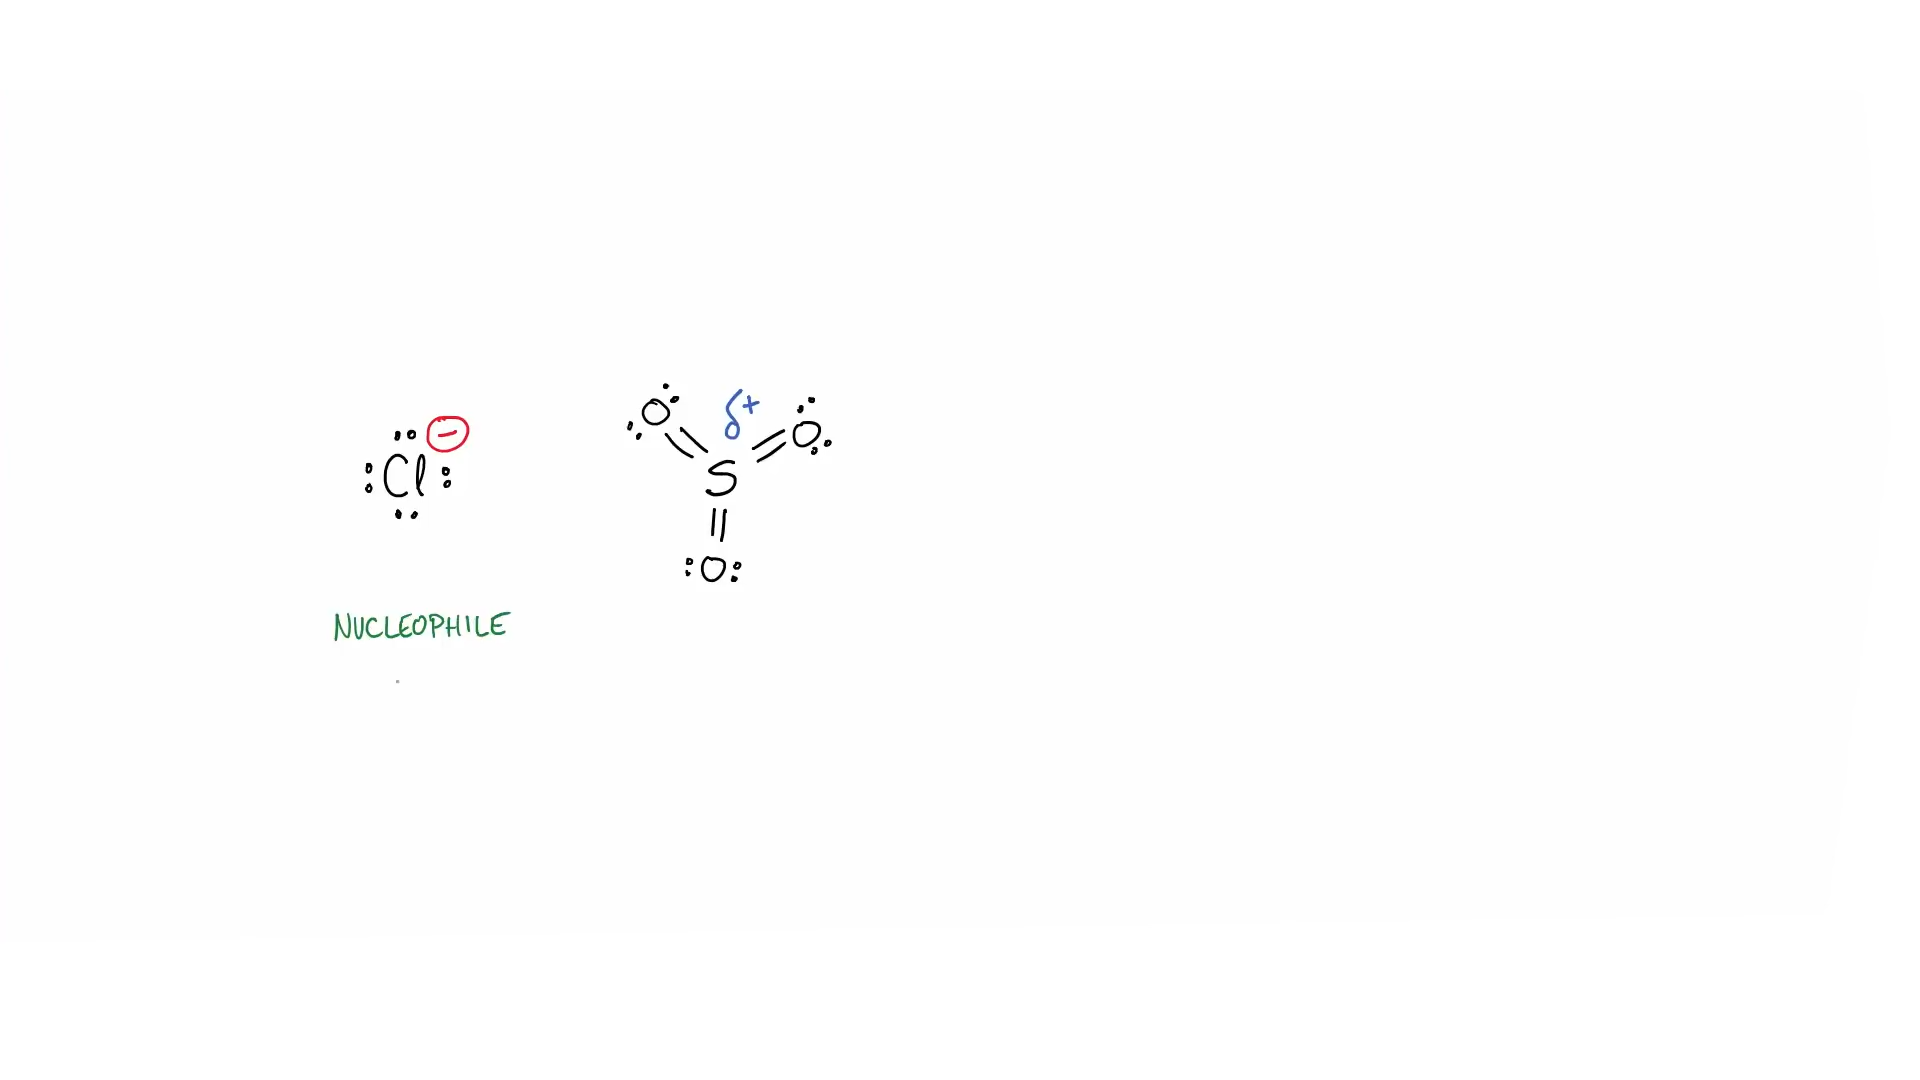 Cl −
O δ+ O
S
O
NUCLEOPHILE